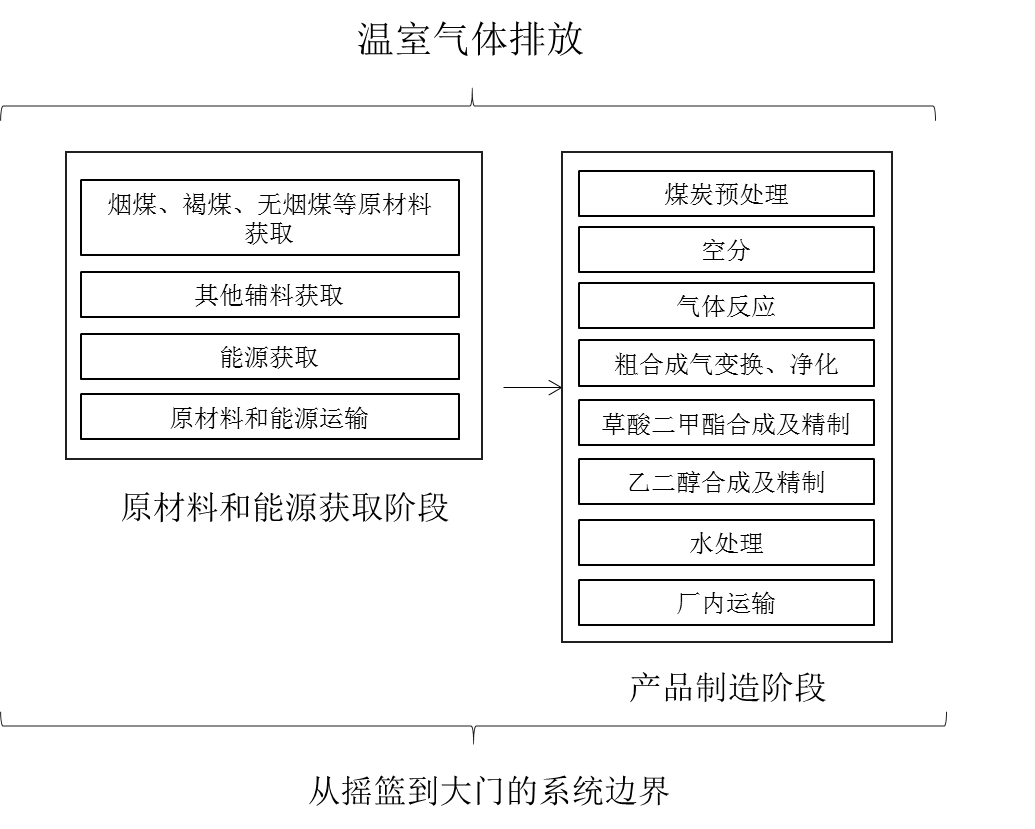 温室气体排放
烟煤、褐煤、无烟煤等原材料
获取
其他辅料获取
能源获取
原材料和能源运输
原材料和能源获取阶段
煤炭预处理
空分
气体反应
粗合成气变换、净化
草酸二甲酯合成及精制
乙二醇合成及精制
水处理
厂内运输
产品制造阶段
从摇篮到大门的系统边界